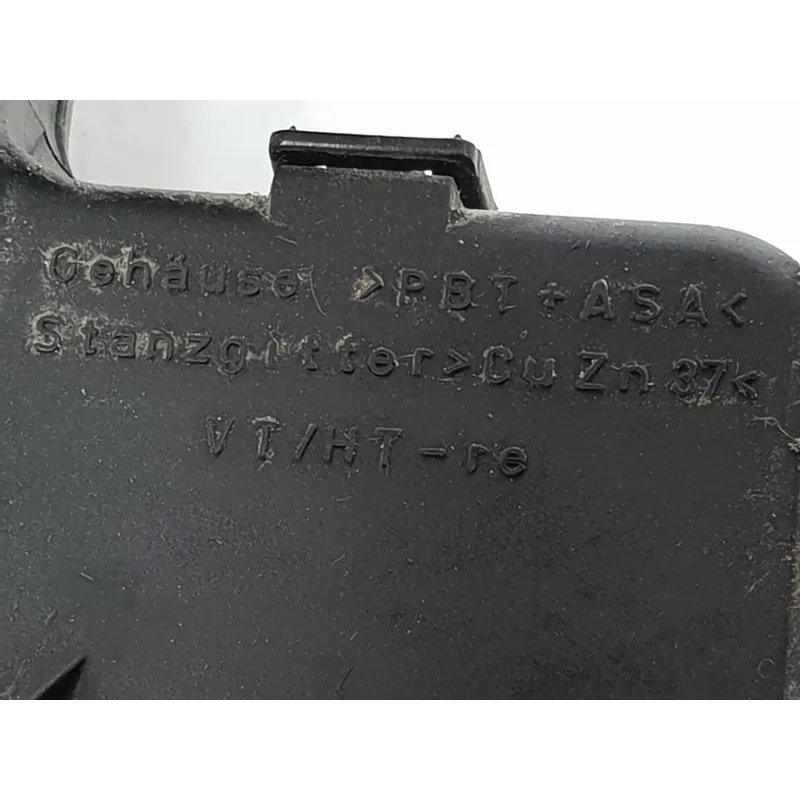 Gehäuse >PBT+ASA<
Stanzgitter>CuZn37<
VT/HT-re